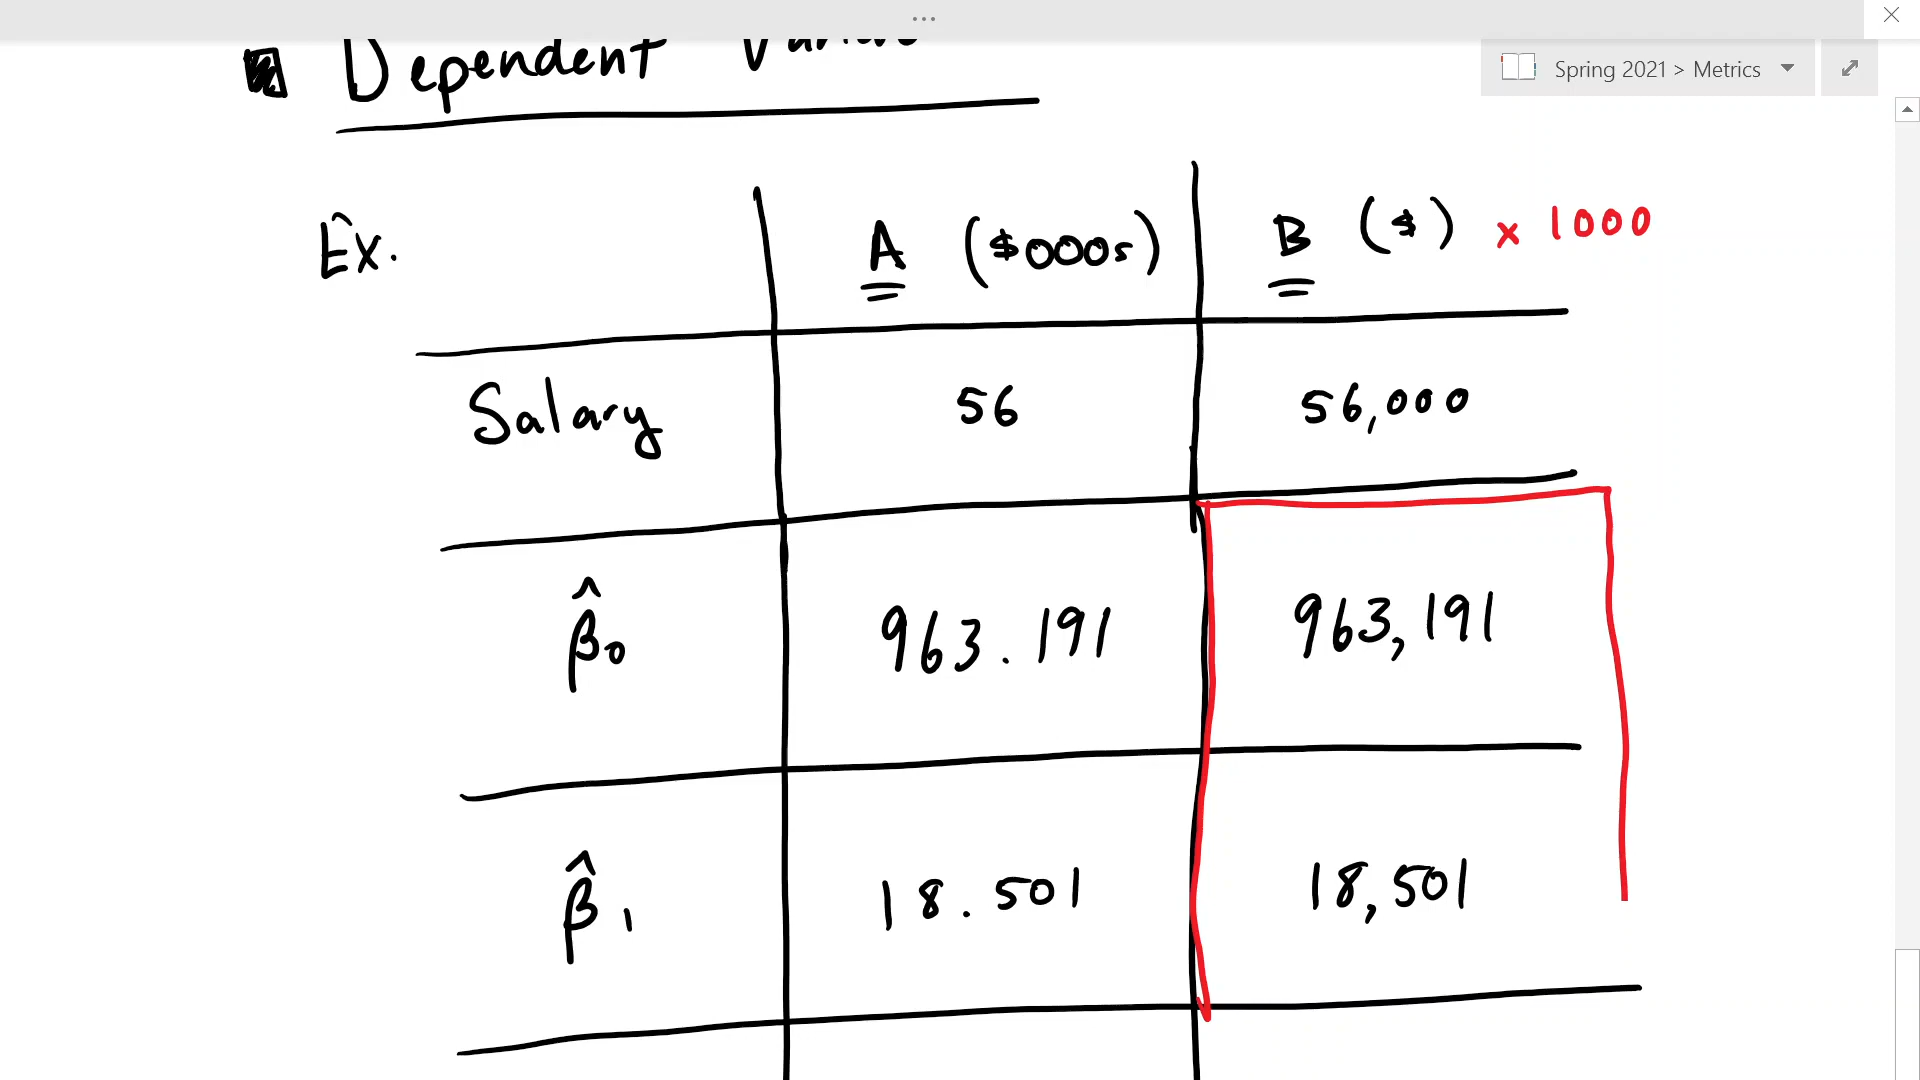 Dependent
Spring 2021 > Metrics
Ex. A ($000s) B ($) x 1000
Salary 56 56,000
β̂₀ 963.191 963,191
β̂₁ 18.501 18,501